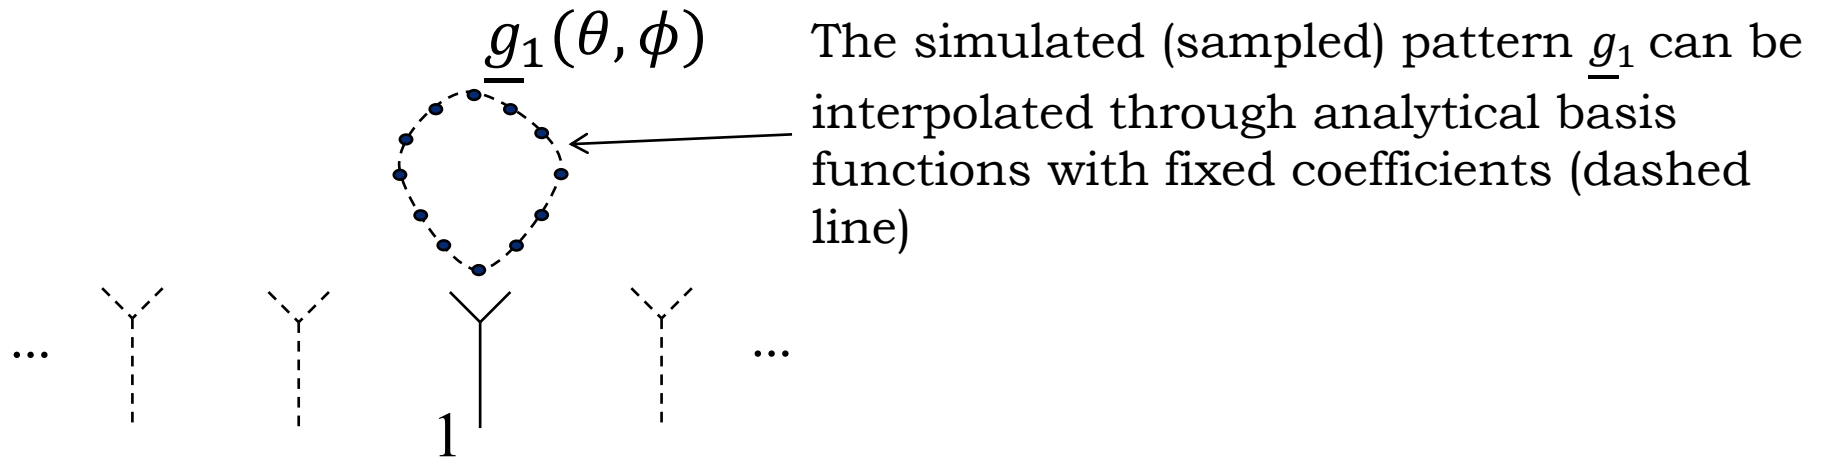 g₁(θ, ϕ)
The simulated (sampled) pattern g₁ can be
interpolated through analytical basis
functions with fixed coefficients (dashed
line)
... ...
1